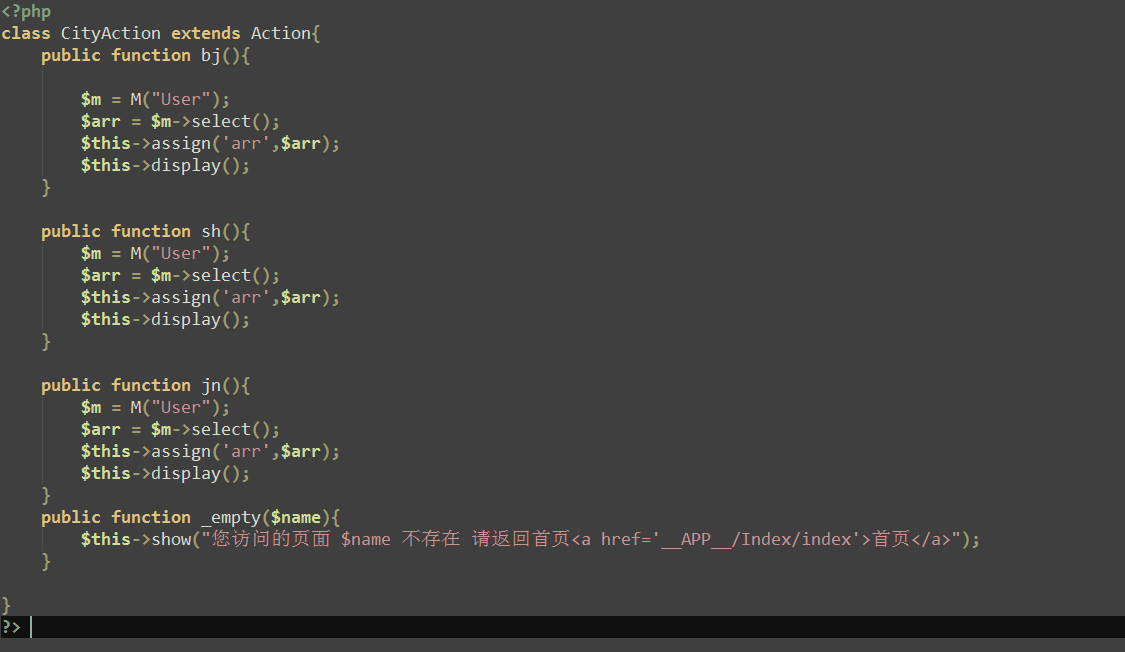 <?php
class CityAction extends Action{
    public function bj(){

        $m = M("User");
        $arr = $m->select();
        $this->assign('arr',$arr);
        $this->display();
    }

    public function sh(){
        $m = M("User");
        $arr = $m->select();
        $this->assign('arr',$arr);
        $this->display();
    }

    public function jn(){
        $m = M("User");
        $arr = $m->select();
        $this->assign('arr',$arr);
        $this->display();
    }
    public function _empty($name){
        $this->show("您访问的页面 $name 不存在 请返回首页<a href='__APP__/Index/index'>首页</a>");
    }

}
?>